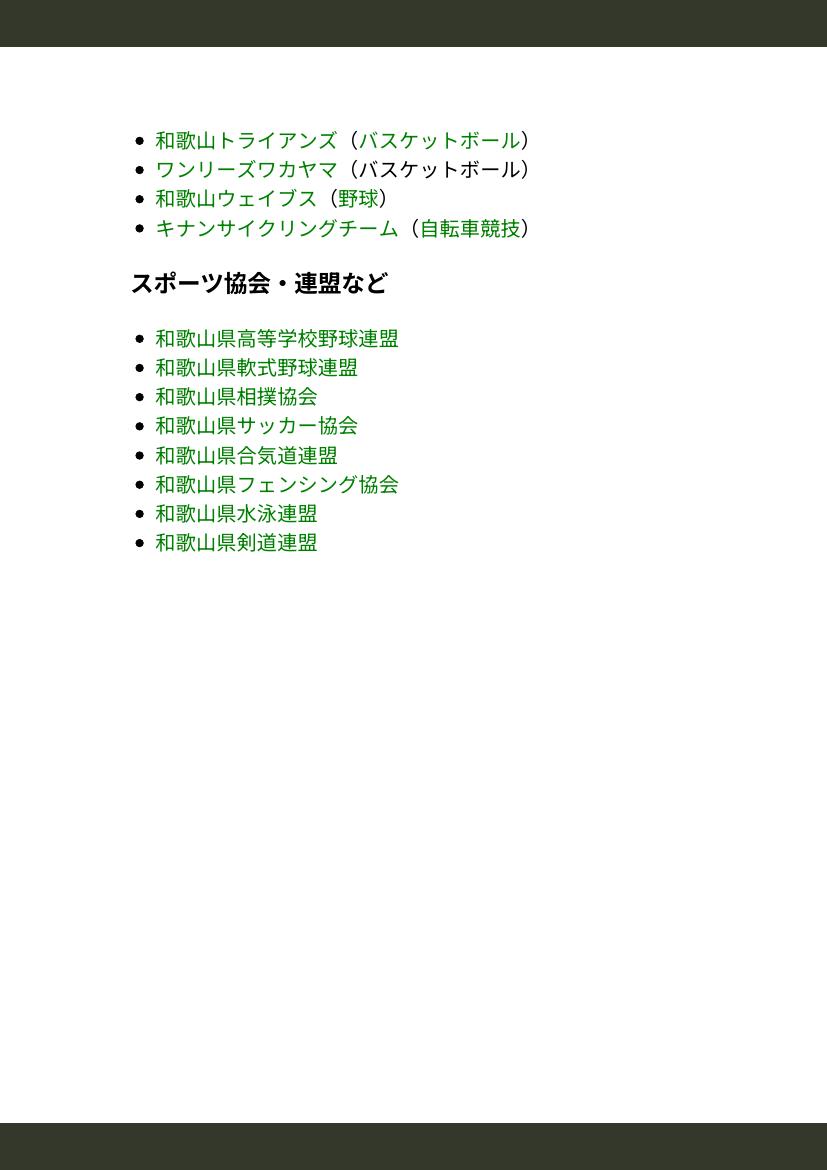 和歌山トライアンズ（バスケットボール）
ワンリーズワカヤマ（バスケットボール）
和歌山ウェイブス（野球）
キナンサイクリングチーム（自転車競技）
スポーツ協会・連盟など
和歌山県高等学校野球連盟
和歌山県軟式野球連盟
和歌山県相撲協会
和歌山県サッカー協会
和歌山県合気道連盟
和歌山県フェンシング協会
和歌山県水泳連盟
和歌山県剣道連盟